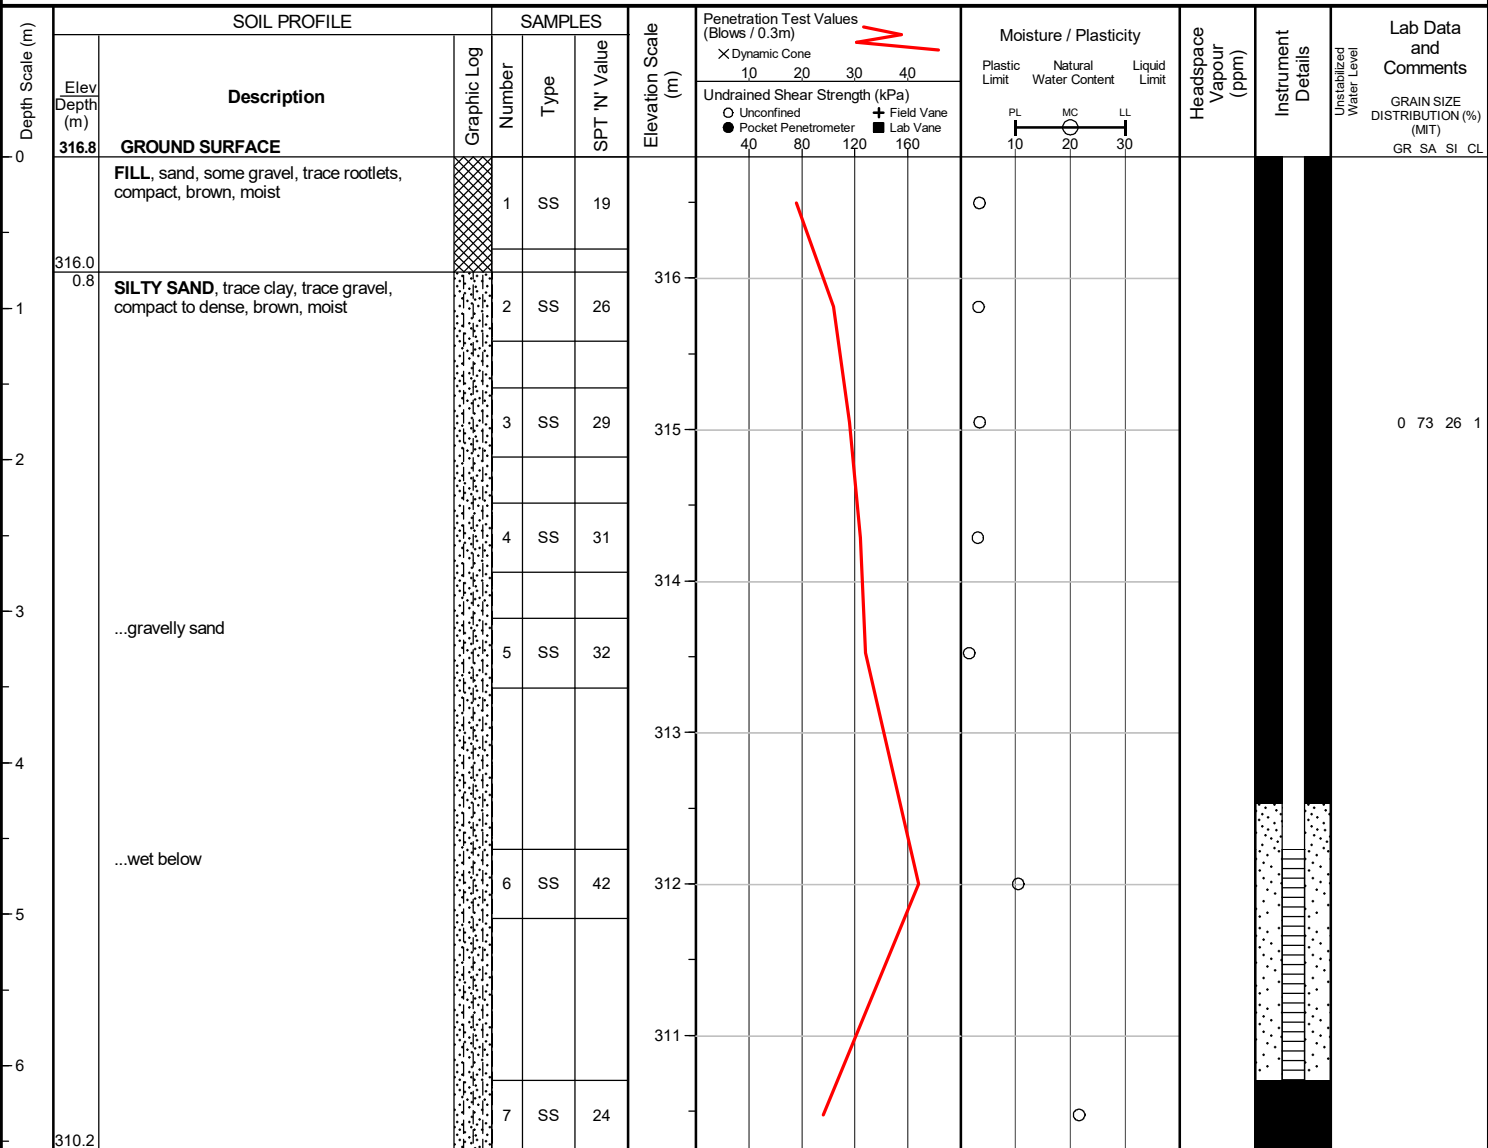 Depth Scale (m)
SOIL PROFILE
Elev
Depth
(m)
316.8
Description
GROUND SURFACE
Graphic Log
SAMPLES
Number
Type
SPT 'N' Value
Elevation Scale
(m)
Penetration Test Values
(Blows / 0.3m)
Dynamic Cone
10 20 30 40
Undrained Shear Strength (kPa)
Unconfined
Field Vane
Pocket Penetrometer
Lab Vane
40 80 120 160
Moisture / Plasticity
Plastic
Limit
Natural
Water Content
Liquid
Limit
PL MC LL
10 20 30
Headspace
Vapour
(ppm)
Instrument
Details
Unstabilized
Water Level
Lab Data
and
Comments
GRAIN SIZE
DISTRIBUTION (%)
(MIT)
GR SA SI CL
0
FILL, sand, some gravel, trace rootlets,
compact, brown, moist
1 SS 19
316.0
0.8
316
SILTY SAND, trace clay, trace gravel,
compact to dense, brown, moist
1
2 SS 26
3 SS 29
315
0 73 26 1
2
4 SS 31
314
3
...gravelly sand
5 SS 32
313
4
...wet below
6 SS 42
312
5
311
6
7 SS 24
310.2